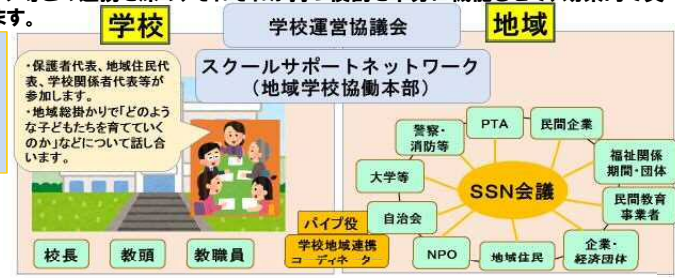 ます。
学校
学校運営協議会
地域
スクールサポートネットワーク
（地域学校協働本部）
・保護者代表、地域住民代
表、学校関係者代表等が
参加します。
・地域総掛かりで「どのよう
な子どもたちを育てていく
のか」などについて話し合
います。
校長
教頭
教職員
パイプ役
学校地域連携
コーディネーター
SSN会議
PTA
民間企業
福祉関係
期間・団体
民間教育
事業者
企業・
経済団体
地域住民
NPO
自治会
大学等
警察・
消防等